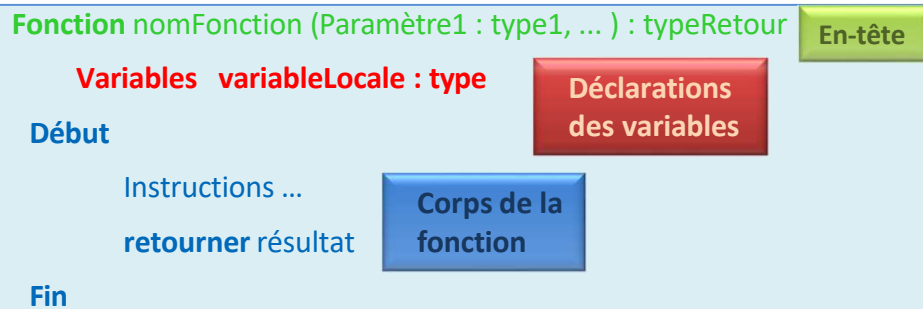 Fonction nomFonction (Paramètre1 : type1, ... ) : typeRetour
En-tête
Variables variableLocale : type
Déclarations
des variables
Début
Instructions …
retourner résultat
Corps de la
fonction
Fin